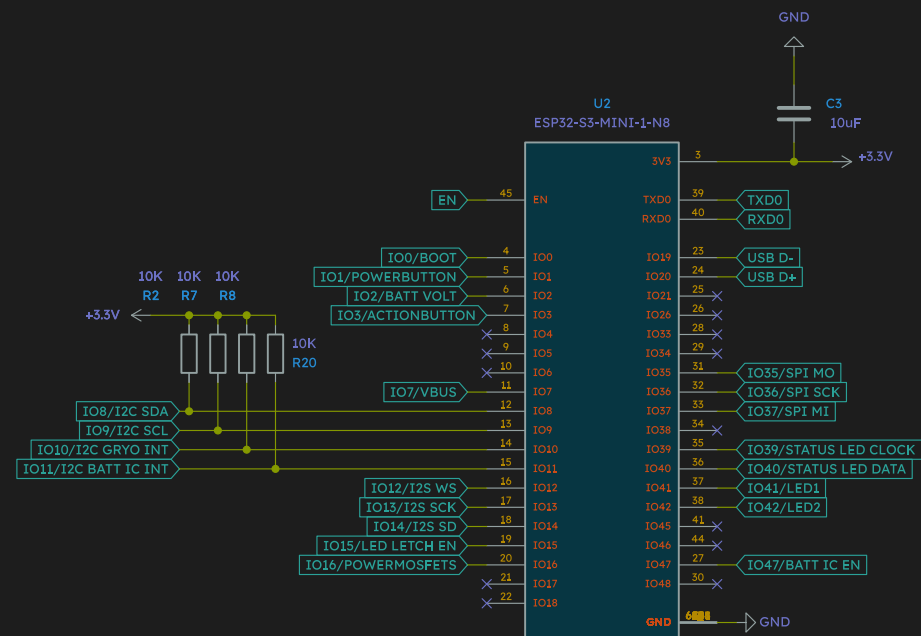 GND
C3
10uF
+3.3V
U2
ESP32-S3-MINI-1-N8
3V3 3
EN 45 EN
TXD0 39 TXD0
RXD0 40 RXD0
IO0/BOOT 4 IO0
IO19 23 USB D-
IO1/POWERBUTTON 5 IO1
IO20 24 USB D+
IO2/BATT VOLT 6 IO2
IO21 25
IO3/ACTIONBUTTON 7 IO3
IO26 26
8 IO4
IO33 28
9 IO5
IO34 29
10 IO6
IO35 31 IO35/SPI MO
IO7/VBUS 11 IO7
IO36 32 IO36/SPI SCK
10K 10K 10K
R2 R7 R8
+3.3V
10K
R20
IO8/I2C SDA 12 IO8
IO37 33 IO37/SPI MI
IO9/I2C SCL 13 IO9
IO38 34
IO10/I2C GRYO INT 14 IO10
IO39 35 IO39/STATUS LED CLOCK
IO11/I2C BATT IC INT 15 IO11
IO40 36 IO40/STATUS LED DATA
IO12/I2S WS 16 IO12
IO41 37 IO41/LED1
IO13/I2S SCK 17 IO13
IO42 38 IO42/LED2
IO14/I2S SD 18 IO14
IO45 41
IO15/LED LETCH EN 19 IO15
IO46 44
IO16/POWERMOSFETS 20 IO16
IO47 27 IO47/BATT IC EN
21 IO17
IO48 30
22 IO18
GND GND